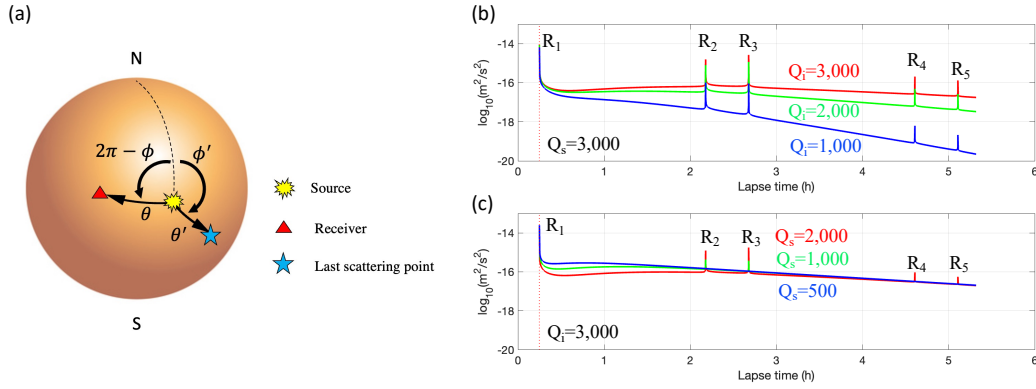 (a)
N
2π − ϕ
ϕ′
θ
θ′
S
Source
Receiver
Last scattering point
(b)
log₁₀(m²/s²)
-14
-16
-18
-20
R₁
R₂
R₃
R₄
R₅
Qᵢ=3,000
Qᵢ=2,000
Qᵢ=1,000
Qₛ=3,000
0 1 2 3 4 5 6
Lapse time (h)
(c)
log₁₀(m²/s²)
-14
-16
-18
-20
R₁
R₂
R₃
R₄
R₅
Qₛ=2,000
Qₛ=1,000
Qₛ=500
Qᵢ=3,000
0 1 2 3 4 5 6
Lapse time (h)